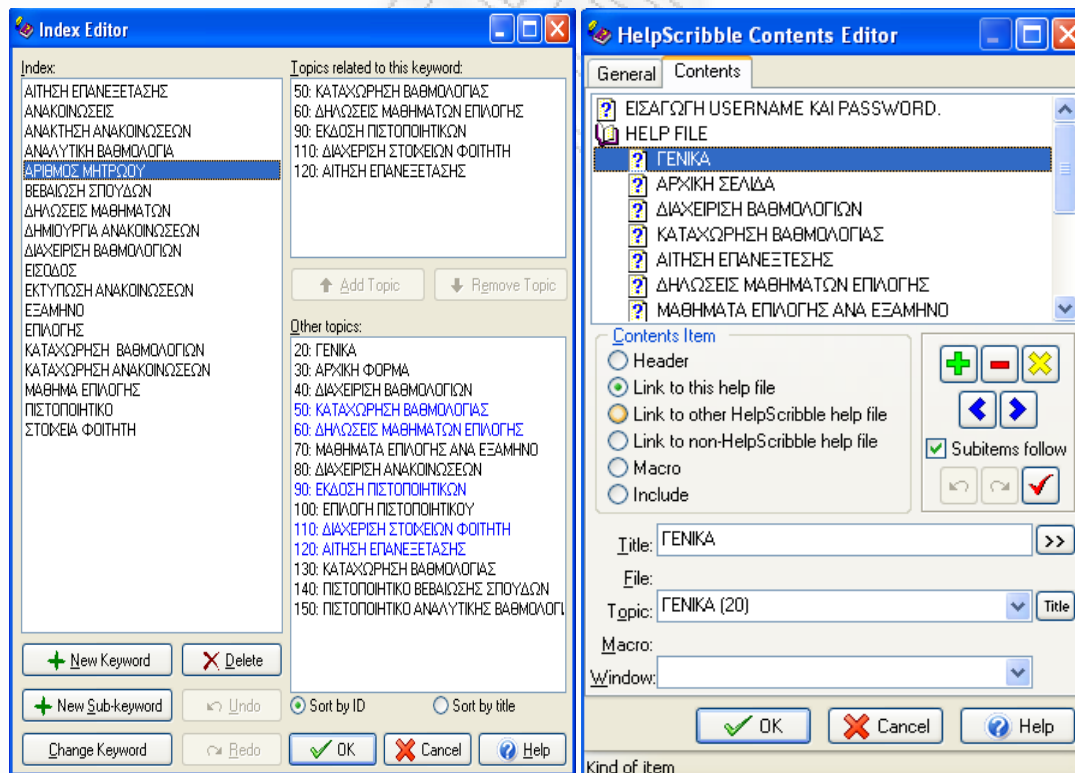 Index Editor
Index:
ΑΙΤΗΣΗ ΕΠΑΝΕΞΕΤΑΣΗΣ
ΑΝΑΚΟΙΝΩΣΕΙΣ
ΑΝΑΚΤΗΣΗ ΑΝΑΚΟΙΝΩΣΕΩΝ
ΑΝΑΛΥΤΙΚΗ ΒΑΘΜΟΛΟΓΙΑ
ΑΡΙΘΜΟΣ ΜΗΤΡΩΟΥ
ΒΕΒΑΙΩΣΗ ΣΠΟΥΔΩΝ
ΔΗΛΩΣΕΙΣ ΜΑΘΗΜΑΤΩΝ
ΔΗΜΙΟΥΡΓΙΑ ΑΝΑΚΟΙΝΩΣΕΩΝ
ΔΙΑΧΕΙΡΙΣΗ ΒΑΘΜΟΛΟΓΙΩΝ
ΕΙΣΟΔΟΣ
ΕΚΤΥΠΩΣΗ ΑΝΑΚΟΙΝΩΣΕΩΝ
ΕΞΑΜΗΝΟ
ΕΠΙΛΟΓΗΣ
ΚΑΤΑΧΩΡΗΣΗ ΒΑΘΜΟΛΟΓΙΩΝ
ΚΑΤΑΧΩΡΗΣΗ ΑΝΑΚΟΙΝΩΣΕΩΝ
ΜΑΘΗΜΑ ΕΠΙΛΟΓΗΣ
ΠΙΣΤΟΠΟΙΗΤΙΚΟ
ΣΤΟΙΧΕΙΑ ΦΟΙΤΗΤΗ
New Keyword
Delete
New Sub-keyword
Undo
Change Keyword
Redo
Topics related to this keyword:
50: ΚΑΤΑΧΩΡΗΣΗ ΒΑΘΜΟΛΟΓΙΑΣ
60: ΔΗΛΩΣΕΙΣ ΜΑΘΗΜΑΤΩΝ ΕΠΙΛΟΓΗΣ
90: ΕΚΔΟΣΗ ΠΙΣΤΟΠΟΙΗΤΙΚΩΝ
110: ΔΙΑΧΕΡΙΣΗ ΣΤΟΙΧΕΙΩΝ ΦΟΙΤΗΤΗ
120: ΑΙΤΗΣΗ ΕΠΑΝΕΞΕΤΑΣΗΣ
Add Topic
Remove Topic
Other topics:
20: ΓΕΝΙΚΑ
30: ΑΡΧΙΚΗ ΦΟΡΜΑ
40: ΔΙΑΧΕΙΡΙΣΗ ΒΑΘΜΟΛΟΓΙΩΝ
50: ΚΑΤΑΧΩΡΗΣΗ ΒΑΘΜΟΛΟΓΙΑΣ
60: ΔΗΛΩΣΕΙΣ ΜΑΘΗΜΑΤΩΝ ΕΠΙΛΟΓΗΣ
70: ΜΑΘΗΜΑΤΑ ΕΠΙΛΟΓΗΣ ΑΝΑ ΕΞΑΜΗΝΟ
80: ΔΙΑΧΕΙΡΙΣΗ ΑΝΑΚΟΙΝΩΣΕΩΝ
90: ΕΚΔΟΣΗ ΠΙΣΤΟΠΟΙΗΤΙΚΩΝ
100: ΕΠΙΛΟΓΗ ΠΙΣΤΟΠΟΙΗΤΙΚΟΥ
110: ΔΙΑΧΕΡΙΣΗ ΣΤΟΙΧΕΙΩΝ ΦΟΙΤΗΤΗ
120: ΑΙΤΗΣΗ ΕΠΑΝΕΞΕΤΑΣΗΣ
130: ΚΑΤΑΧΩΡΗΣΗ ΒΑΘΜΟΛΟΓΙΑΣ
140: ΠΙΣΤΟΠΟΙΗΤΙΚΟ ΒΕΒΑΙΩΣΗΣ ΣΠΟΥΔΩΝ
150: ΠΙΣΤΟΠΟΙΗΤΙΚΟ ΑΝΑΛΥΤΙΚΗΣ ΒΑΘΜΟΛΟΓΙ
Sort by ID
Sort by title
OK
Cancel
Help
HelpScribble Contents Editor
General
Contents
ΕΙΣΑΓΩΓΗ USERNAME ΚΑΙ PASSWORD.
HELP FILE
ΓΕΝΙΚΑ
ΑΡΧΙΚΗ ΣΕΛΙΔΑ
ΔΙΑΧΕΙΡΙΣΗ ΒΑΘΜΟΛΟΓΙΩΝ
ΚΑΤΑΧΩΡΗΣΗ ΒΑΘΜΟΛΟΓΙΑΣ
ΑΙΤΗΣΗ ΕΠΑΝΕΞΤΕΣΗΣ
ΔΗΛΩΣΕΙΣ ΜΑΘΗΜΑΤΩΝ ΕΠΙΛΟΓΗΣ
ΜΑΘΗΜΑΤΑ ΕΠΙΛΟΓΗΣ ΑΝΑ ΕΞΑΜΗΝΟ
Contents Item
Header
Link to this help file
Link to other HelpScribble help file
Link to non-HelpScribble help file
Macro
Include
Subitems follow
Title: ΓΕΝΙΚΑ >>
File:
Topic: ΓΕΝΙΚΑ (20) Title
Macro:
Window:
OK
Cancel
Help
Kind of item